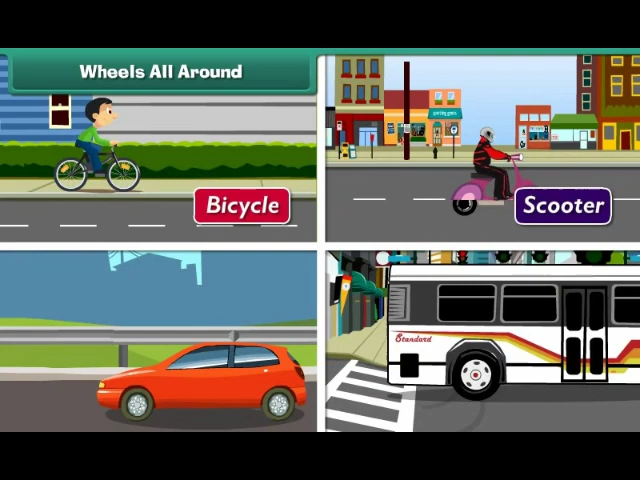 Wheels All Around
Bicycle
Scooter
Standard